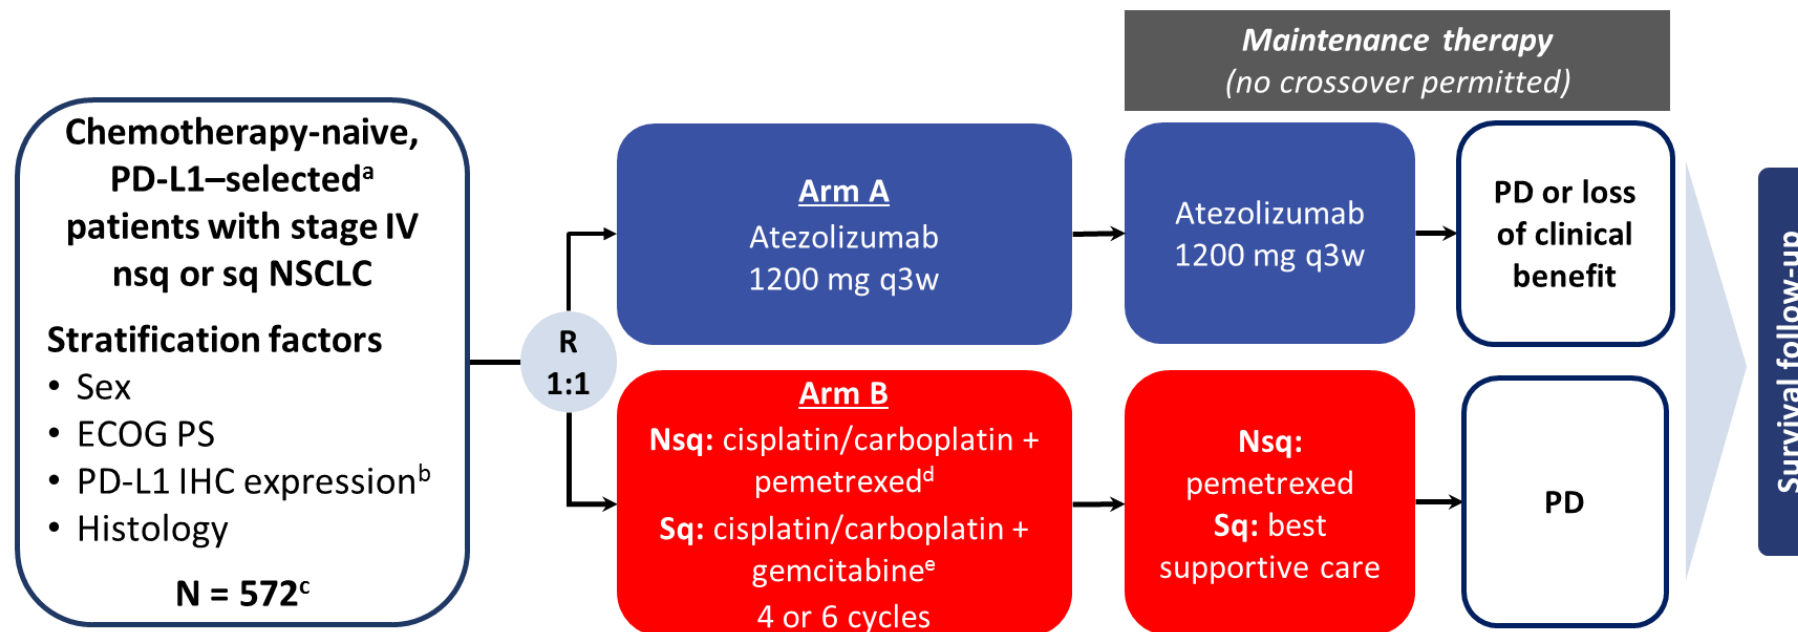 Maintenance therapy
(no crossover permitted)
Chemotherapy-naive,
PD-L1–selectedᵃ
patients with stage IV
nsq or sq NSCLC
Stratification factors
• Sex
• ECOG PS
• PD-L1 IHC expressionᵇ
• Histology
N = 572ᶜ
R
1:1
Arm A
Atezolizumab
1200 mg q3w
Atezolizumab
1200 mg q3w
PD or loss
of clinical
benefit
Arm B
Nsq: cisplatin/carboplatin +
pemetrexedᵈ
Sq: cisplatin/carboplatin +
gemcitabineᵉ
4 or 6 cycles
Nsq:
pemetrexed
Sq: best
supportive care
PD
Survival follow-up